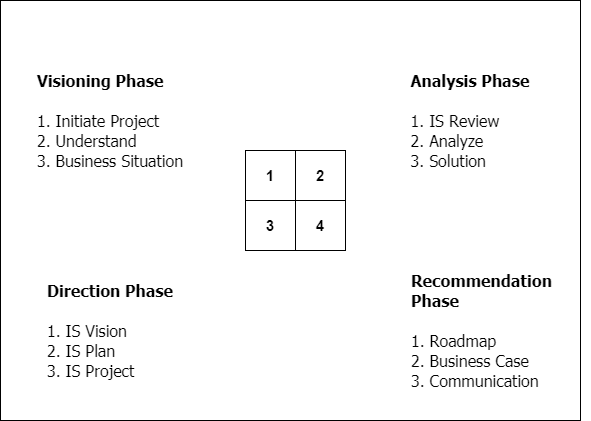 Visioning Phase
1. Initiate Project
2. Understand
3. Business Situation
Analysis Phase
1. IS Review
2. Analyze
3. Solution
1 2
3 4
Direction Phase
1. IS Vision
2. IS Plan
3. IS Project
Recommendation
Phase
1. Roadmap
2. Business Case
3. Communication